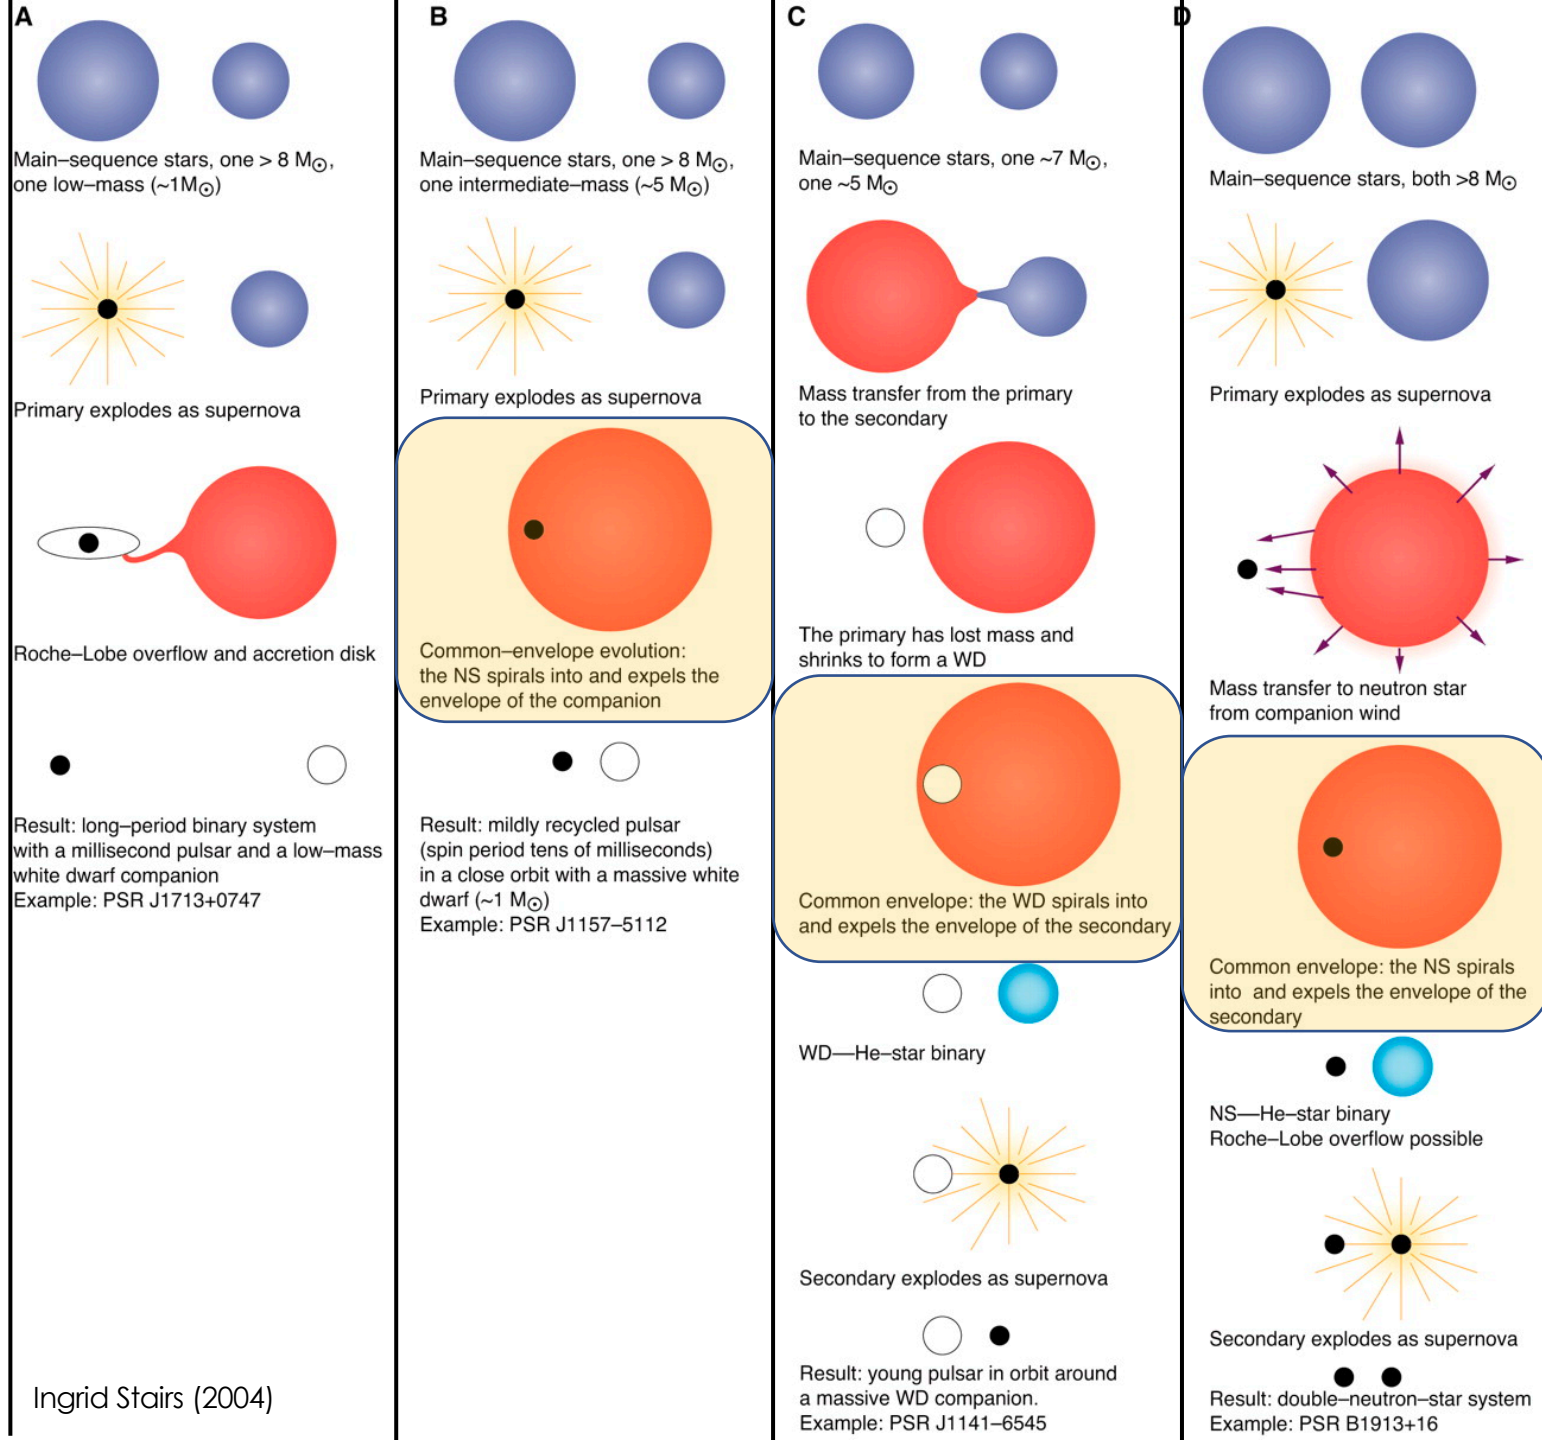 A
Main–sequence stars, one > 8 M☉,
one low–mass (~1M☉)
Primary explodes as supernova
Roche–Lobe overflow and accretion disk
Result: long–period binary system
with a millisecond pulsar and a low–mass
white dwarf companion
Example: PSR J1713+0747
Ingrid Stairs (2004)
B
Main–sequence stars, one > 8 M☉,
one intermediate–mass (~5 M☉)
Primary explodes as supernova
Common–envelope evolution:
the NS spirals into and expels the
envelope of the companion
Result: mildly recycled pulsar
(spin period tens of milliseconds)
in a close orbit with a massive white
dwarf (~1 M☉)
Example: PSR J1157–5112
C
Main–sequence stars, one ~7 M☉,
one ~5 M☉
Mass transfer from the primary
to the secondary
The primary has lost mass and
shrinks to form a WD
Common envelope: the WD spirals into
and expels the envelope of the secondary
WD—He–star binary
Secondary explodes as supernova
Result: young pulsar in orbit around
a massive WD companion.
Example: PSR J1141–6545
D
Main–sequence stars, both >8 M☉
Primary explodes as supernova
Mass transfer to neutron star
from companion wind
Common envelope: the NS spirals
into and expels the envelope of the
secondary
NS—He–star binary
Roche–Lobe overflow possible
Secondary explodes as supernova
Result: double–neutron–star system
Example: PSR B1913+16